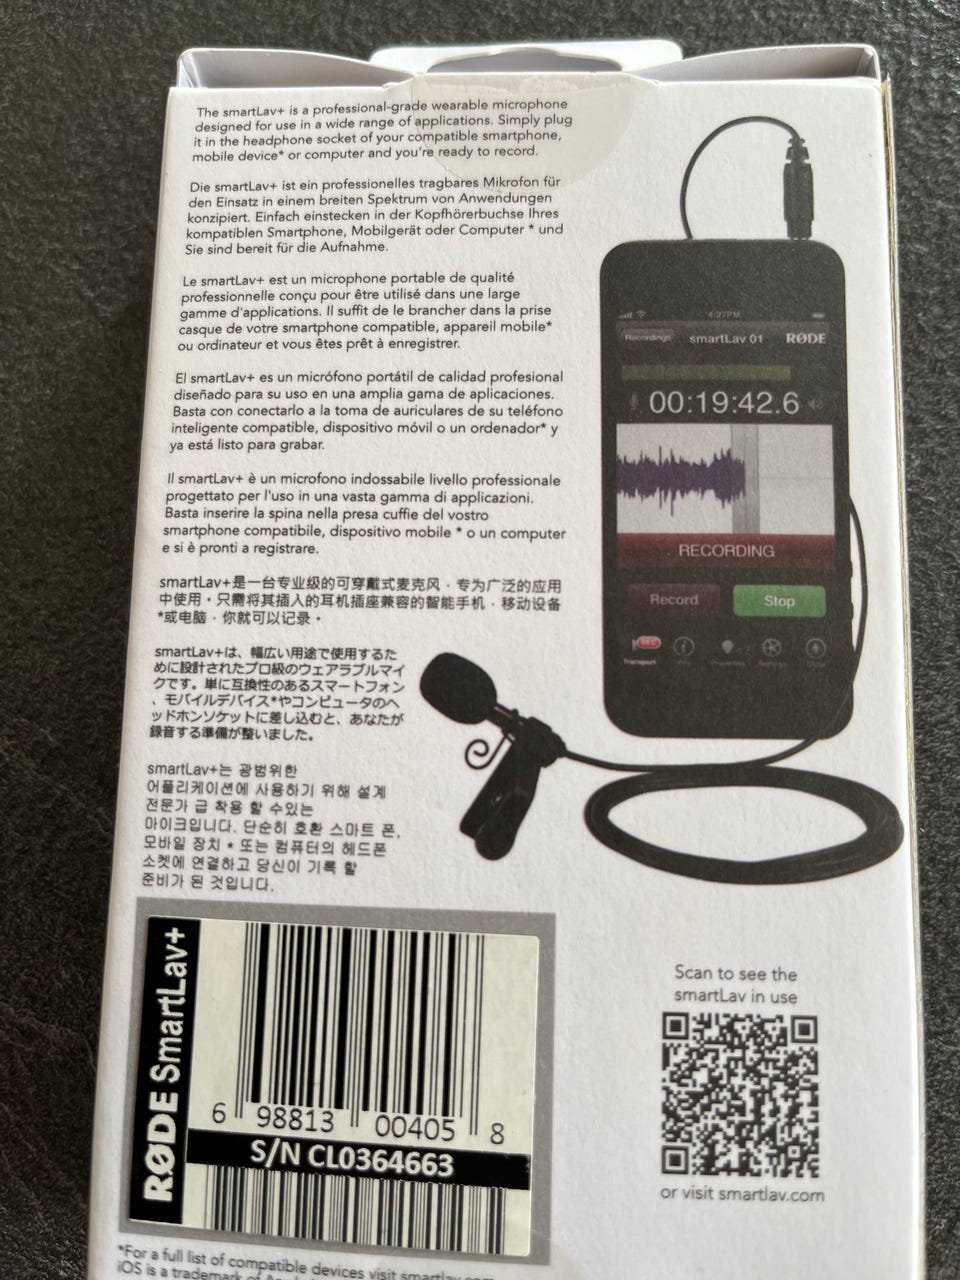 The smartLav+ is a professional-grade wearable microphone
designed for use in a wide range of applications. Simply plug
it in the headphone socket of your compatible smartphone,
mobile device* or computer and you're ready to record.
Die smartLav+ ist ein professionelles tragbares Mikrofon für
den Einsatz in einem breiten Spektrum von Anwendungen
konzipiert. Einfach einstecken in der Kopfhörerbuchse Ihres
kompatiblen Smartphone, Mobilgerät oder Computer * und
Sie sind bereit für die Aufnahme.
Le smartLav+ est un microphone portable de qualité
professionnelle conçu pour être utilisé dans une large
gamme d'applications. Il suffit de le brancher dans la prise
casque de votre smartphone compatible, appareil mobile*
ou ordinateur et vous êtes prêt à enregistrer.
El smartLav+ es un micrófono portátil de calidad profesional
diseñado para su uso en una amplia gama de aplicaciones.
Basta con conectarlo a la toma de auriculares de su teléfono
inteligente compatible, dispositivo móvil o un ordenador* y
ya está listo para grabar.
Il smartLav+ è un microfono indossabile livello professionale
progettato per l'uso in una vasta gamma di applicazioni.
Basta inserire la spina nella presa cuffie del vostro
smartphone compatibile, dispositivo mobile * o un computer
e si è pronti a registrare.
smartLav+是一台专业级的可穿戴式麦克风，专为广泛的应用
中使用。只需将其插入的耳机插座兼容的智能手机，移动设备
*或电脑，你就可以记录。
smartLav+は、幅広い用途で使用するた
めに設計されたプロ級のウェアラブルマイ
クです。単に互換性のあるスマートフォン
、モバイルデバイス*やコンピュータのヘ
ッドホンソケットに差し込むと、あなたが
録音する準備が整いました。
smartLav+는 광범위한
어플리케이션에 사용하기 위해 설계
전문가 급 착용 할 수있는
마이크입니다. 단순히 호환 스마트 폰,
모바일 장치 * 또는 컴퓨터의 헤드폰
소켓에 연결하고 당신이 기록 할
준비가 된 것입니다.
4:27PM
Recordings smartLav 01 RØDE
00:19:42.6
RECORDING
Record Stop
REC
Transport
RØDE SmartLav+
6 98813 00405 8
S/N CL0364663
Scan to see the
smartLav in use
or visit smartlav.com
*For a full list of compatible devices visit smartlav.com
iOS is a trademark of